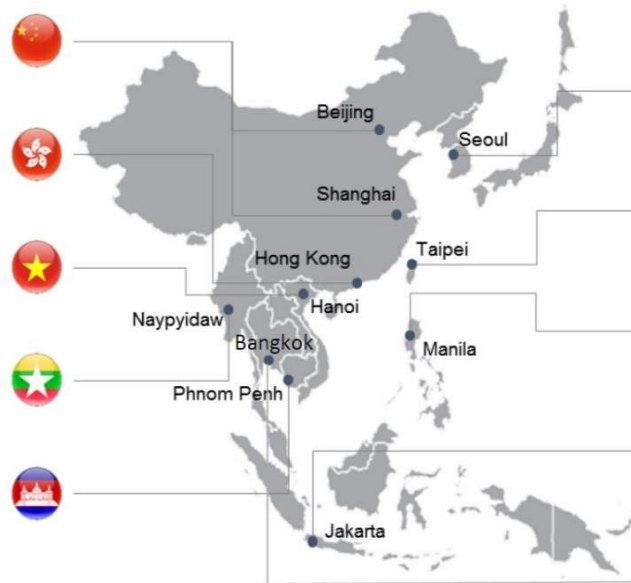 Beijing
Seoul
Shanghai
Taipei
Hong Kong
Hanoi
Naypyidaw
Bangkok
Manila
Phnom Penh
Jakarta